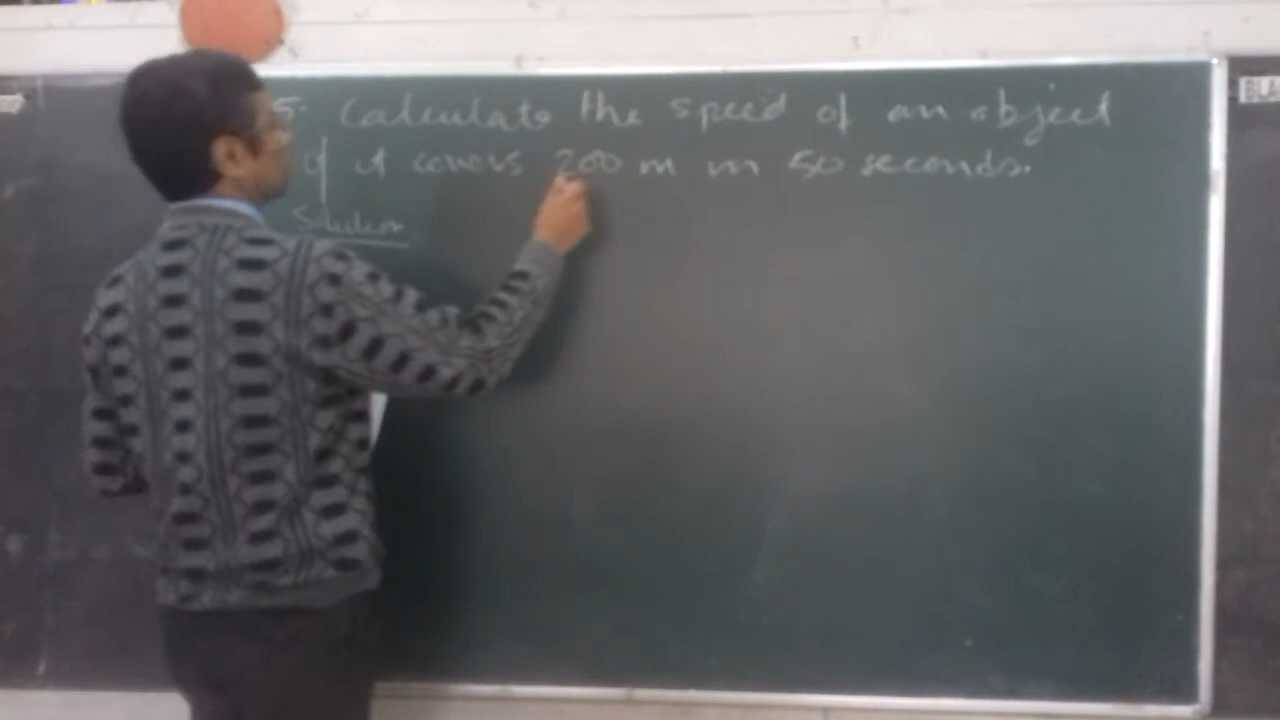 5. Calculate the speed of an object
if it covers 200 m in 50 seconds.
Solution